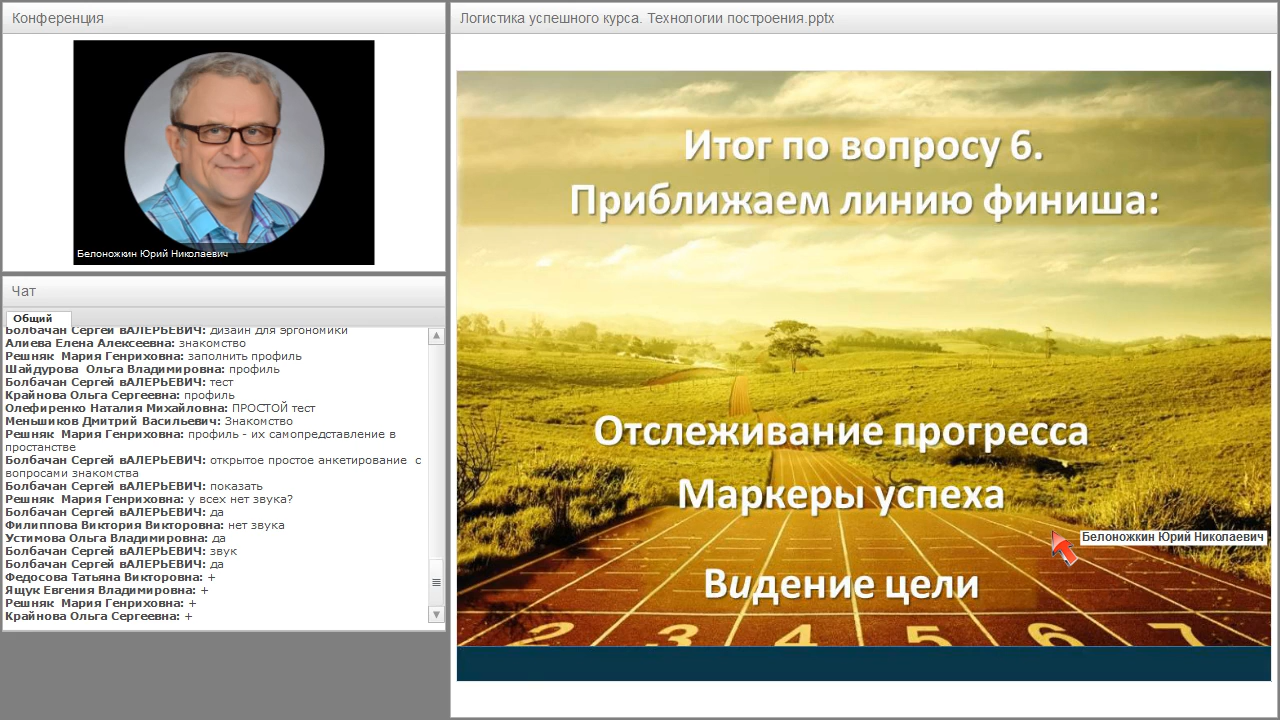 Конференция
Белоножкин Юрий Николаевич
Чат
Общий
Болбачан Сергей вАЛЕРЬЕВИЧ: дизайн для эргономики
Алиева Елена Алексеевна: знакомство
Решняк Мария Генриховна: заполнить профиль
Шайдурова Ольга Владимировна: профиль
Болбачан Сергей вАЛЕРЬЕВИЧ: тест
Крайнова Ольга Сергеевна: профиль
Олефиренко Наталия Михайловна: ПРОСТОЙ тест
Меньшиков Дмитрий Васильевич: Знакомство
Решняк Мария Генриховна: профиль - их самопредставление в
простанстве
Болбачан Сергей вАЛЕРЬЕВИЧ: открытое простое анкетирование с
вопросами знакомства
Болбачан Сергей вАЛЕРЬЕВИЧ: показать
Решняк Мария Генриховна: у всех нет звука?
Болбачан Сергей вАЛЕРЬЕВИЧ: да
Филиппова Виктория Викторовна: нет звука
Устимова Ольга Владимировна: да
Болбачан Сергей вАЛЕРЬЕВИЧ: звук
Болбачан Сергей вАЛЕРЬЕВИЧ: да
Федосова Татьяна Викторовна: +
Ящук Евгения Владимировна: +
Решняк Мария Генриховна: +
Крайнова Ольга Сергеевна: +
Логистика успешного курса. Технологии построения.pptx
Итог по вопросу 6.
Приближаем линию финиша:
Отслеживание прогресса
Маркеры успеха
Белоножкин Юрий Николаевич
Видение цели
2 3 4 5 6 7